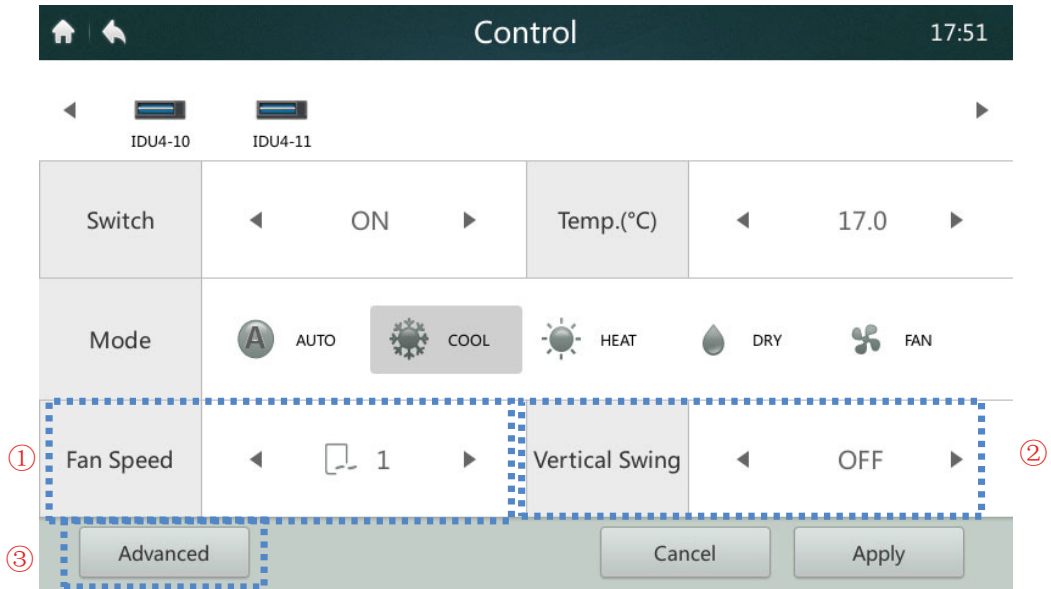 Control 17:51
IDU4-10 IDU4-11
Switch ON Temp.(°C) 17.0
Mode A AUTO COOL HEAT DRY FAN
① Fan Speed 1 Vertical Swing OFF ②
③ Advanced Cancel Apply